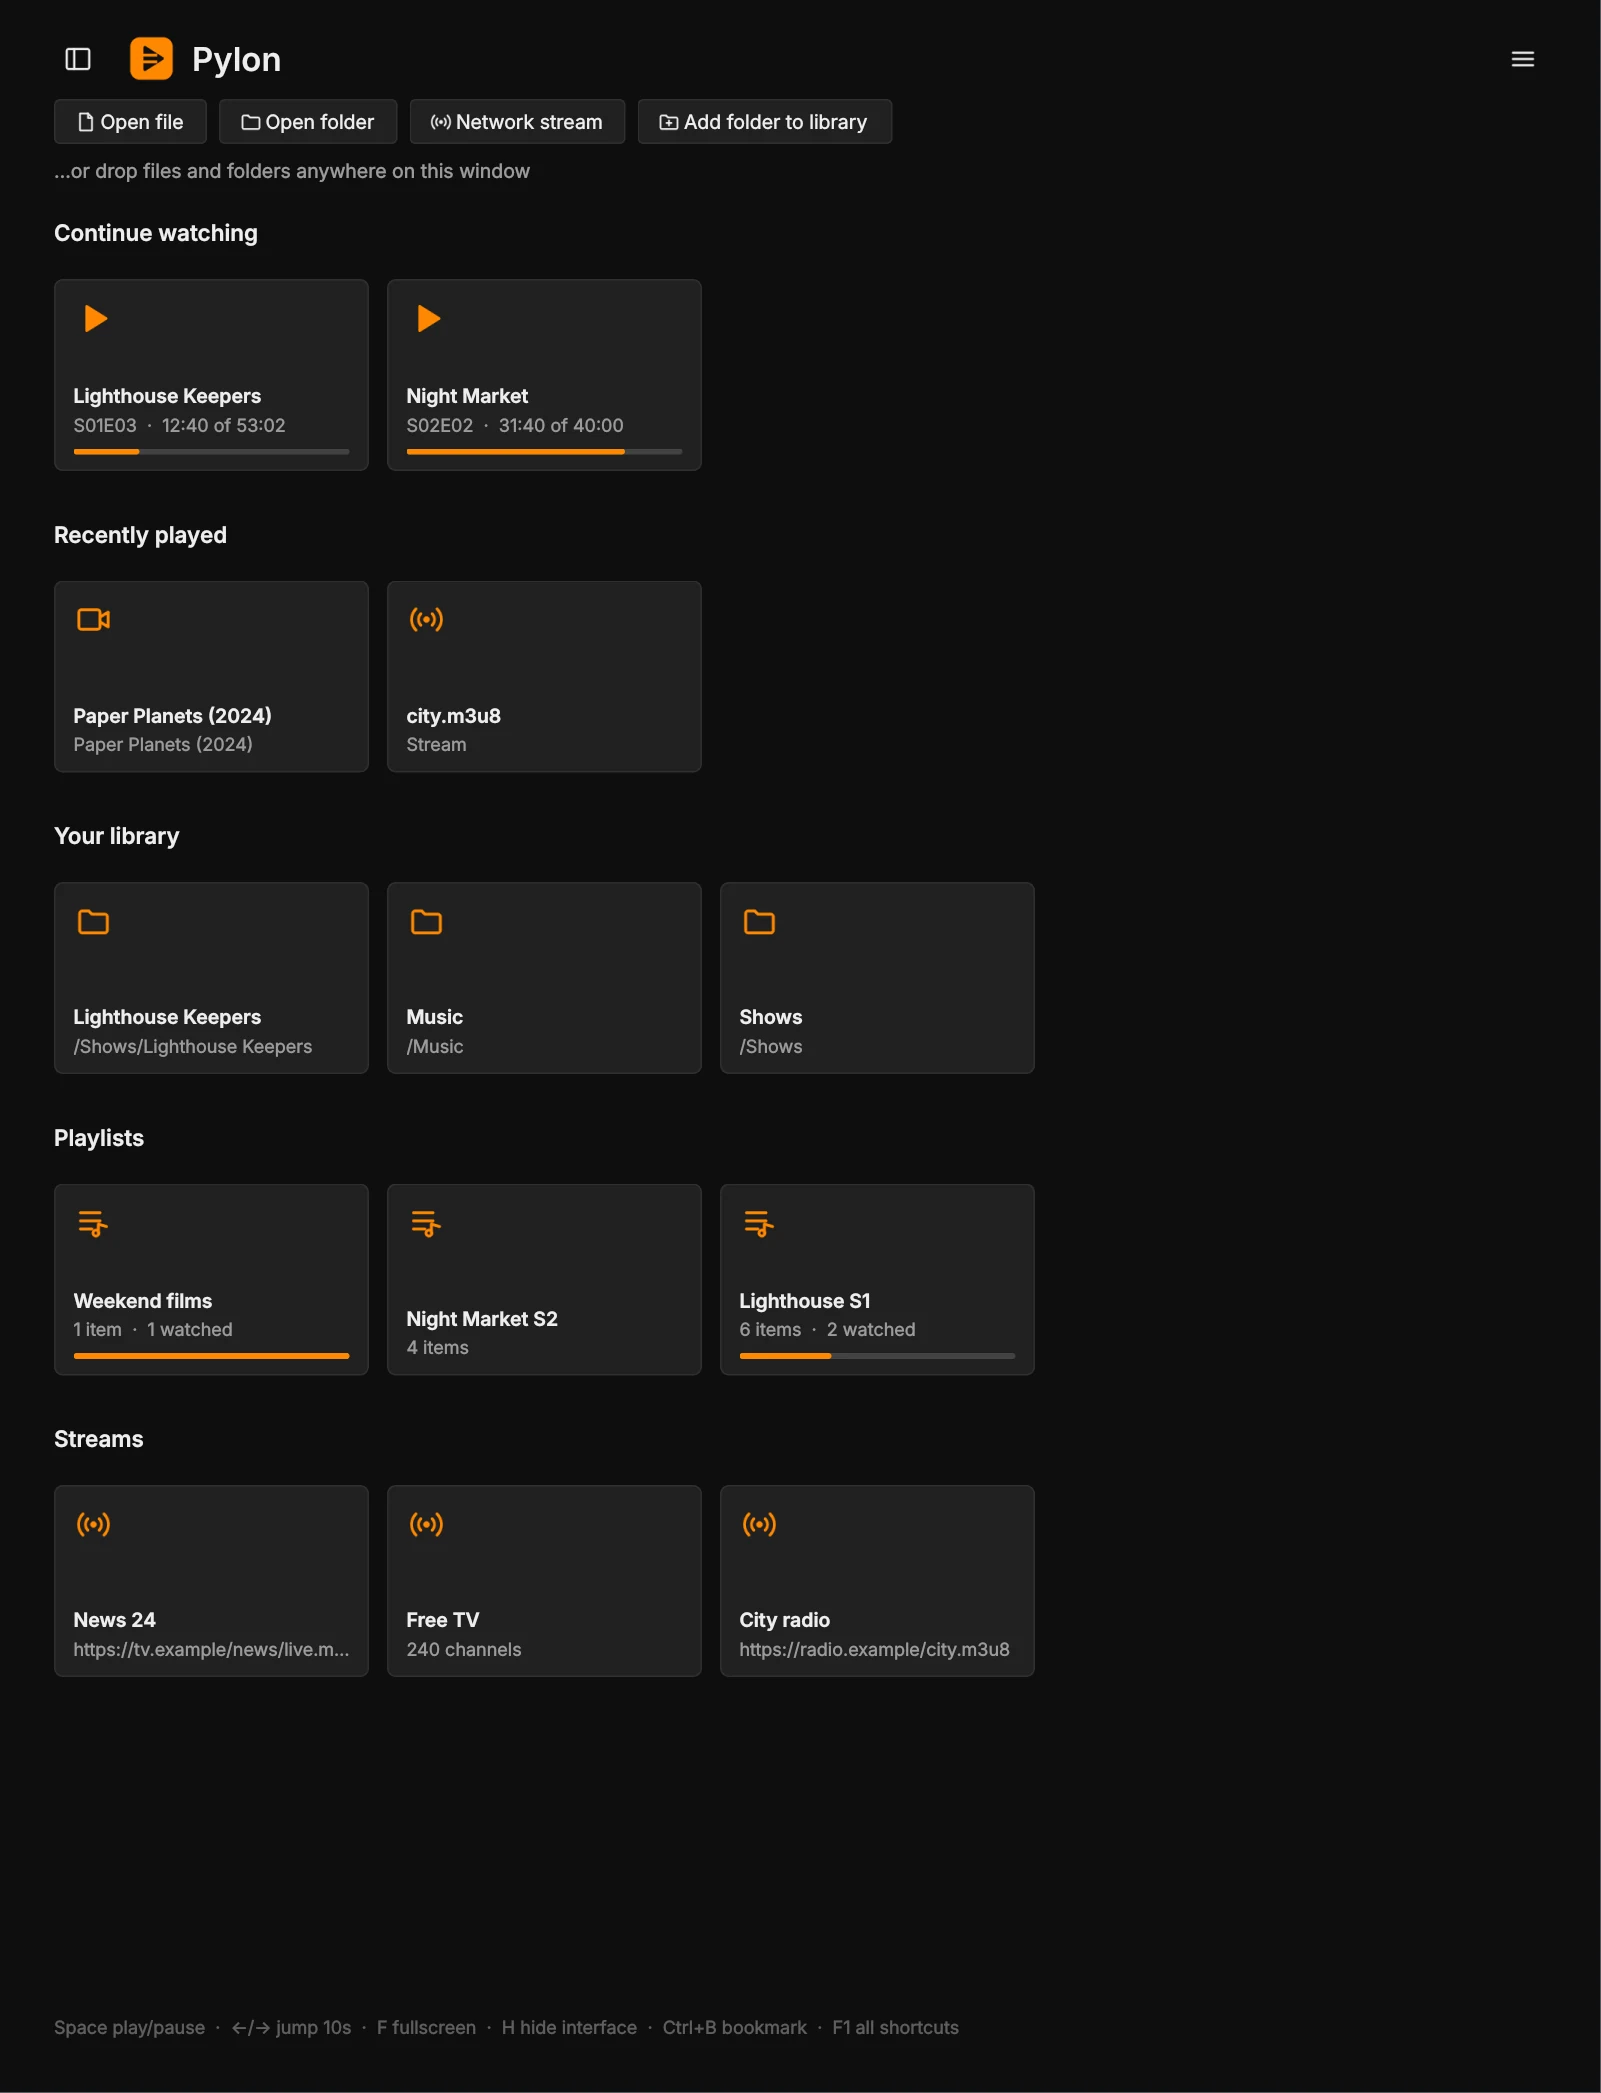 Pylon
Open file
Open folder
Network stream
Add folder to library
...or drop files and folders anywhere on this window
Continue watching
Lighthouse Keepers
S01E03 · 12:40 of 53:02
Night Market
S02E02 · 31:40 of 40:00
Recently played
Paper Planets (2024)
Paper Planets (2024)
city.m3u8
Stream
Your library
Lighthouse Keepers
/Shows/Lighthouse Keepers
Music
/Music
Shows
/Shows
Playlists
Weekend films
1 item · 1 watched
Night Market S2
4 items
Lighthouse S1
6 items · 2 watched
Streams
News 24
https://tv.example/news/live.m...
Free TV
240 channels
City radio
https://radio.example/city.m3u8
Space play/pause · ←/→ jump 10s · F fullscreen · H hide interface · Ctrl+B bookmark · F1 all shortcuts